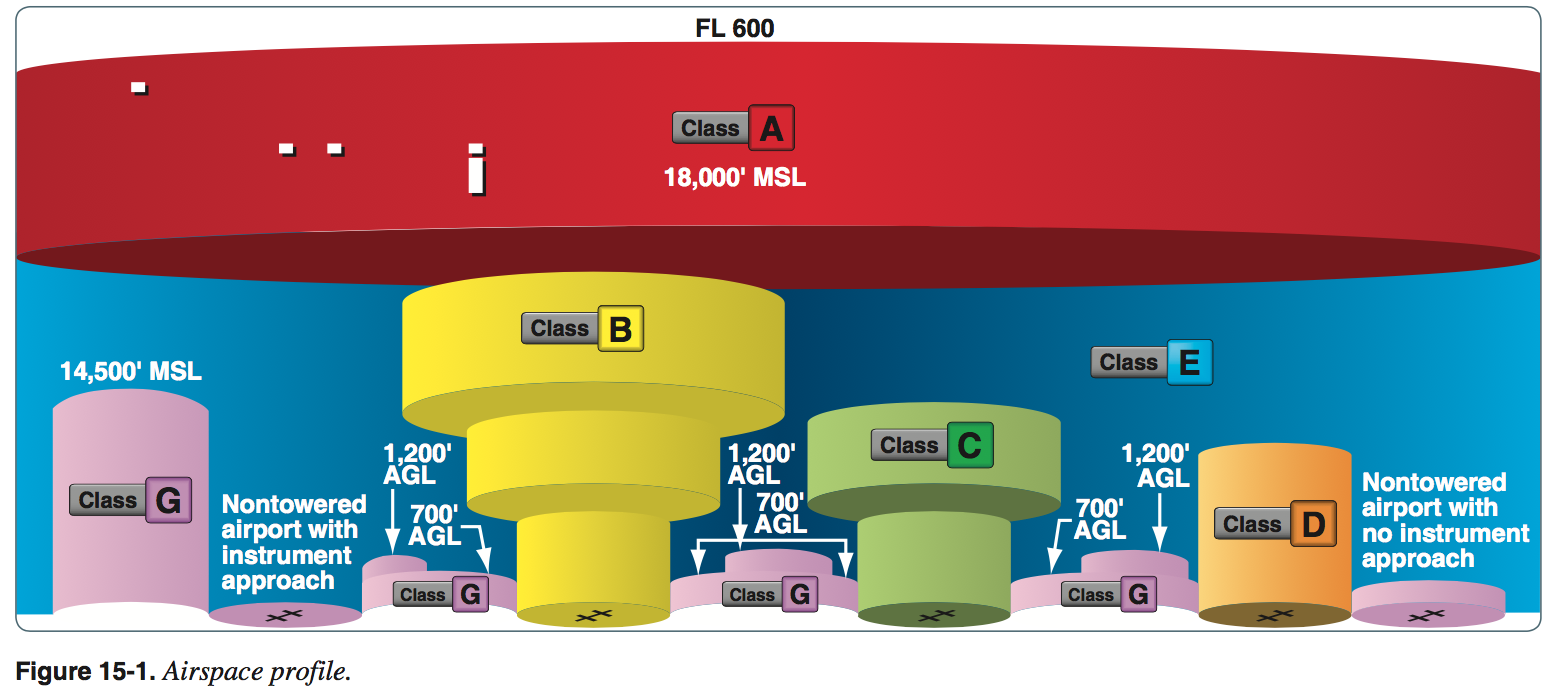 FL 600
Class A
18,000' MSL
Class B
Class E
14,500' MSL
Class G
Nontowered
airport with
instrument
approach
1,200'
AGL
700'
AGL
Class G
1,200'
AGL
700'
AGL
Class G
Class C
1,200'
AGL
700'
AGL
Class G
Class D
Nontowered
airport with
no instrument
approach
Figure 15-1. Airspace profile.